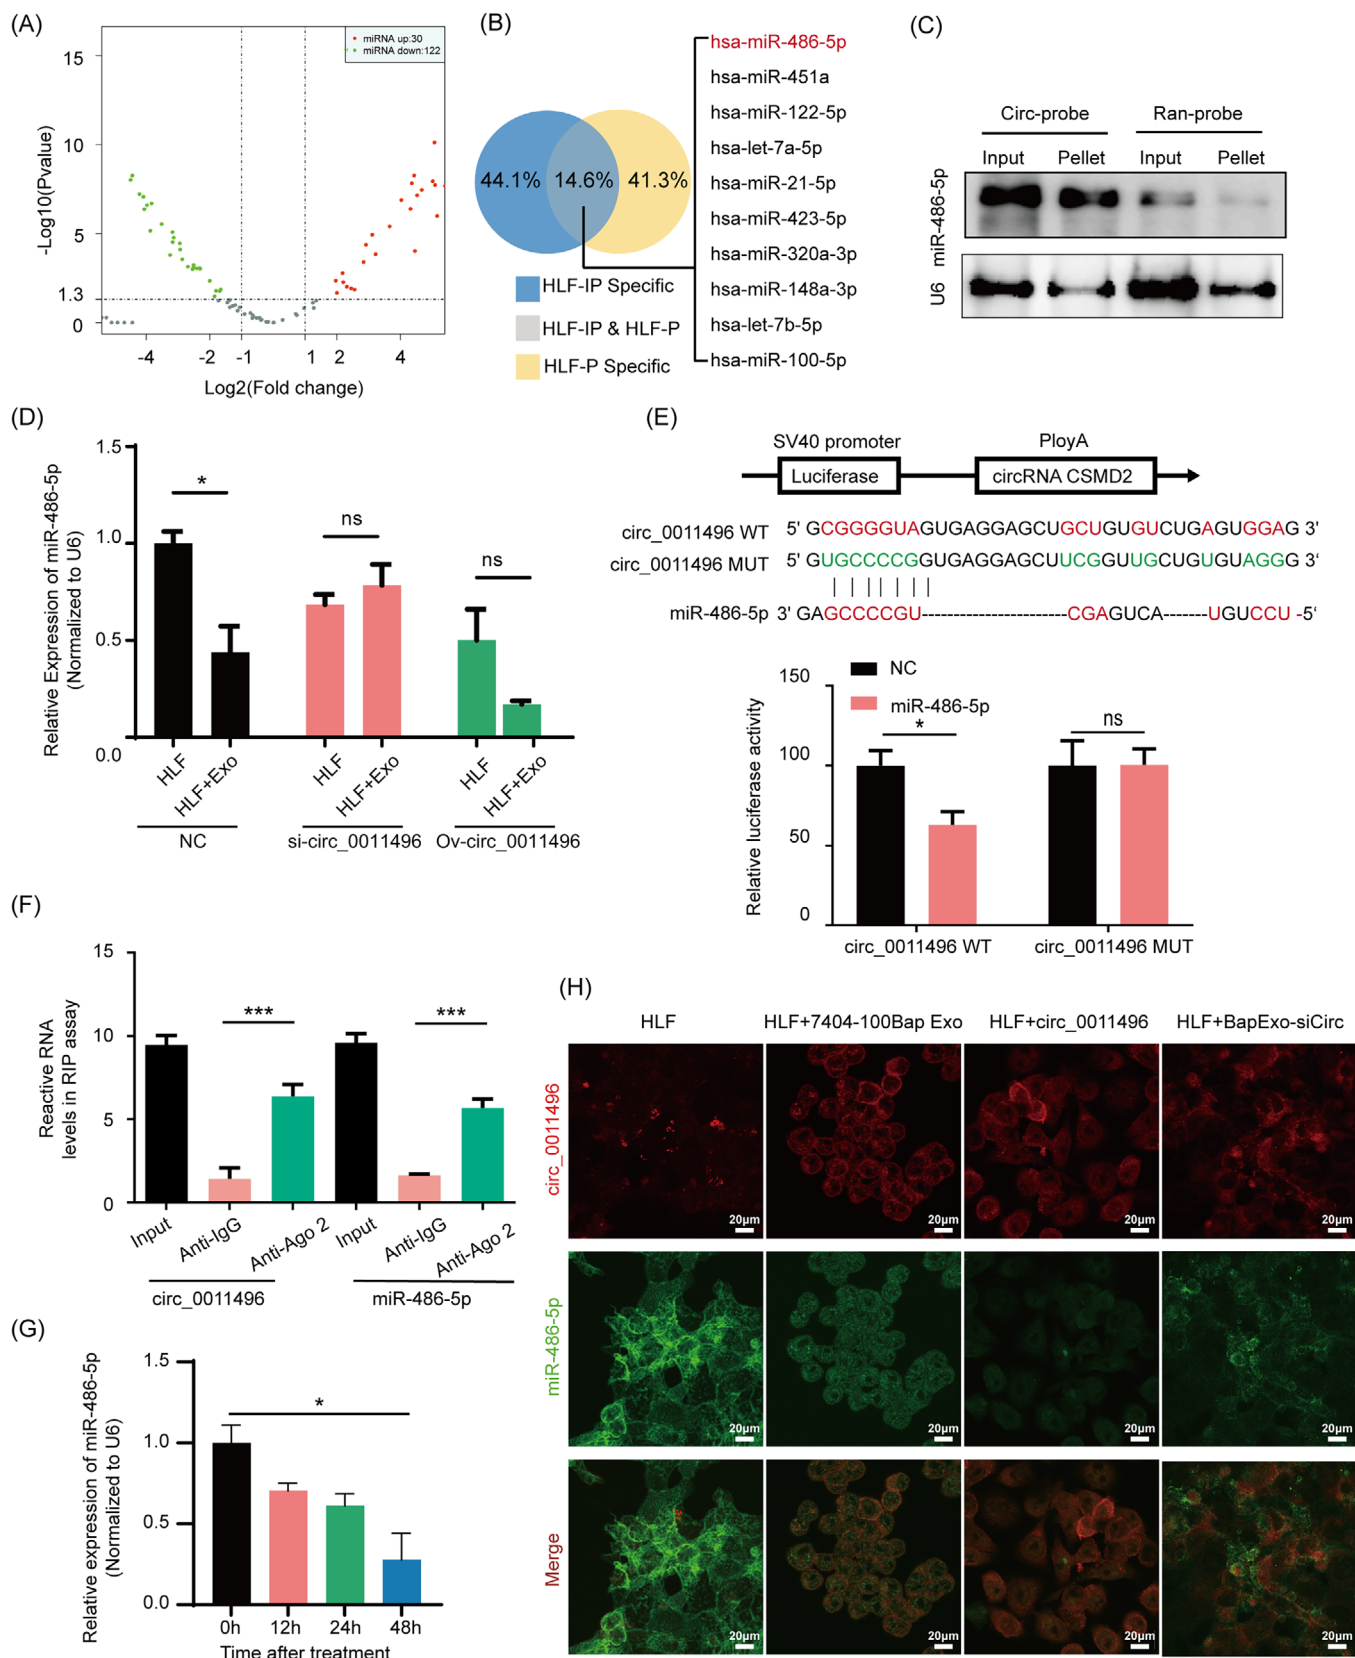 (A)
miRNA up:30
miRNA down:122
15
10
5
1.3
0
-Log10(Pvalue)
-4
-2
-1
1
2
4
Log2(Fold change)
(B)
44.1%
14.6%
41.3%
HLF-IP Specific
HLF-IP & HLF-P
HLF-P Specific
hsa-miR-486-5p
hsa-miR-451a
hsa-miR-122-5p
hsa-let-7a-5p
hsa-miR-21-5p
hsa-miR-423-5p
hsa-miR-320a-3p
hsa-miR-148a-3p
hsa-let-7b-5p
hsa-miR-100-5p
(C)
Circ-probe
Ran-probe
Input
Pellet
Input
Pellet
miR-486-5p
U6
(D)
Relative Expression of miR-486-5p
(Normalized to U6)
1.5
1.0
0.5
0.0
*
ns
ns
HLF
HLF+Exo
HLF
HLF+Exo
HLF
HLF+Exo
NC
si-circ_0011496
Ov-circ_0011496
(E)
SV40 promoter
PloyA
Luciferase
circRNA CSMD2
circ_0011496 WT 5' GCGGGGUAGUGAGGAGCUGCUGUGUCUGAGUGGAG 3'
circ_0011496 MUT 5' GUGCCCCGGUGAGGAGCUUCGGUUGCUGUGUAGGG 3'
miR-486-5p 3' GAGCCCCGU--------------------CGAGUCA------UGUCCU -5'
NC
miR-486-5p
Relative luciferase activity
150
100
50
0
*
ns
circ_0011496 WT
circ_0011496 MUT
(F)
Reactive RNA
levels in RIP assay
15
10
5
0
***
***
Input
Anti-IgG
Anti-Ago 2
Input
Anti-IgG
Anti-Ago 2
circ_0011496
miR-486-5p
(G)
Relative expression of miR-486-5p
(Normalized to U6)
1.5
1.0
0.5
0.0
*
0h
12h
24h
48h
Time after treatment
(H)
HLF
HLF+7404-100Bap Exo
HLF+circ_0011496
HLF+BapExo-siCirc
circ_0011496
20μm
20μm
20μm
20μm
miR-486-5p
20μm
20μm
20μm
20μm
Merge
20μm
20μm
20μm
20μm